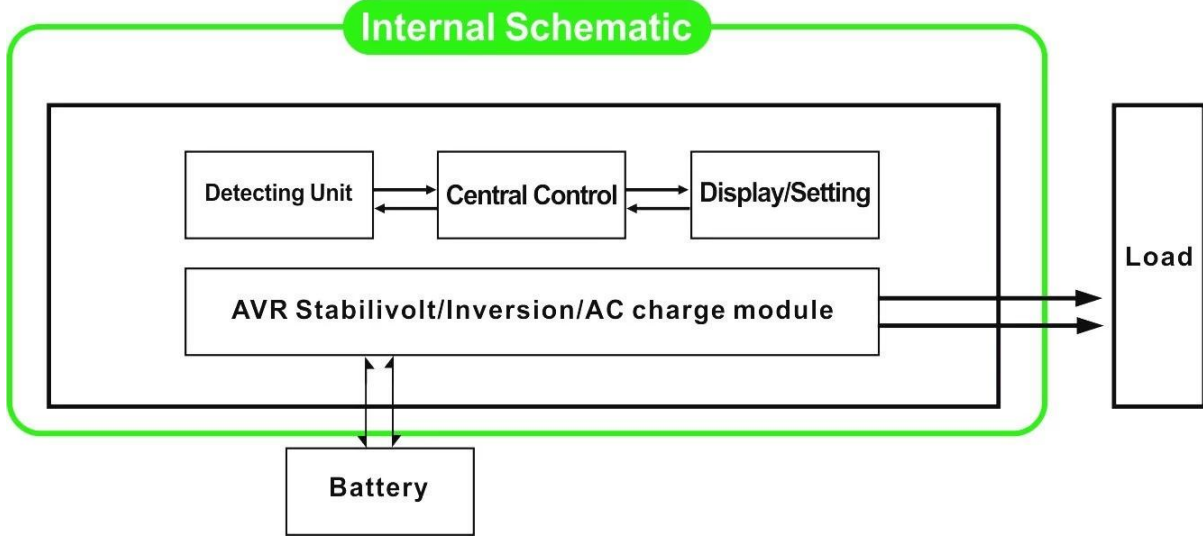 Internal Schematic
Detecting Unit
Central Control
Display/Setting
Load
AVR Stabilivolt/Inversion/AC charge module
Battery